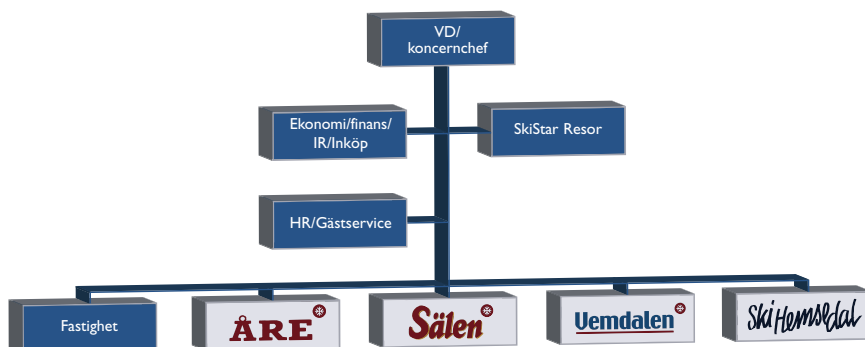 VD/
koncernchef
Ekonomi/finans/
IR/Inköp
SkiStar Resor
HR/Gästservice
Fastighet
ÅRE
Sälen
Vemdalen
SkiHemsedal